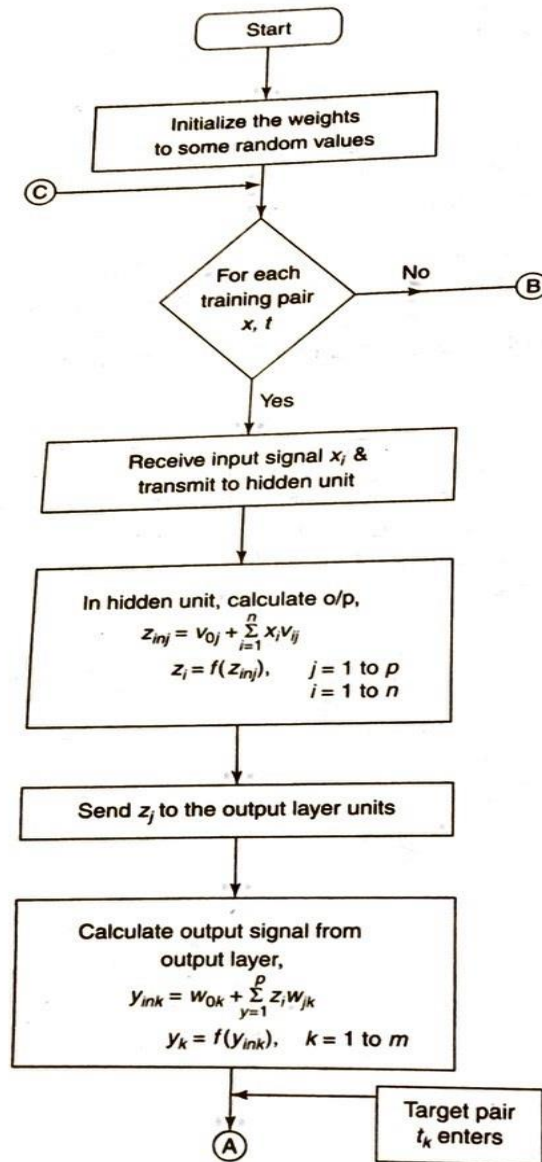 Start
Initialize the weights
to some random values
C
For each
training pair
x, t
No
B
Yes
Receive input signal xᵢ &
transmit to hidden unit
In hidden unit, calculate o/p,
z_inj = v_0j + Σ_{i=1}^{n} x_i v_ij
z_i = f(z_inj), j = 1 to p
i = 1 to n
Send z_j to the output layer units
Calculate output signal from
output layer,
y_ink = w_0k + Σ_{y=1}^{p} z_i w_jk
y_k = f(y_ink), k = 1 to m
Target pair
t_k enters
A